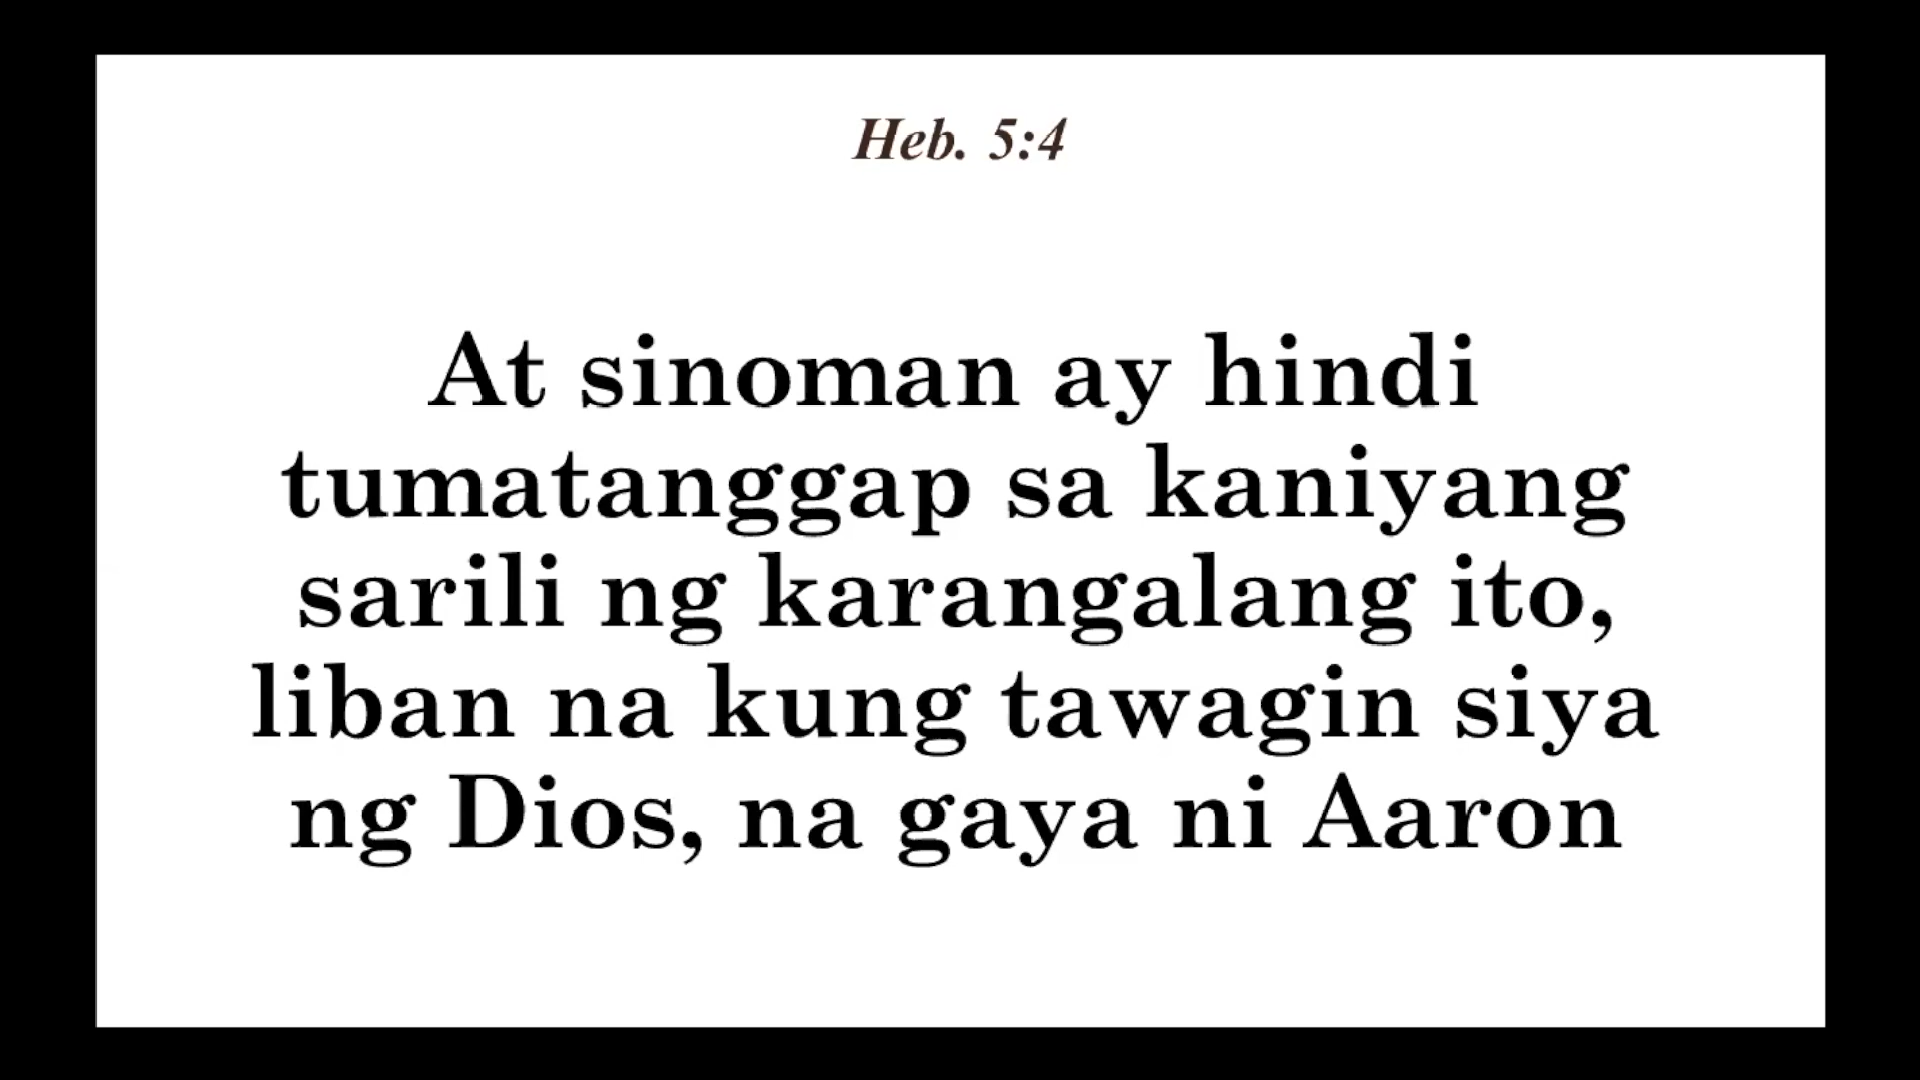 Heb. 5:4
At sinoman ay hindi
tumatanggap sa kaniyang
sarili ng karangalang ito,
liban na kung tawagin siya
ng Dios, na gaya ni Aaron